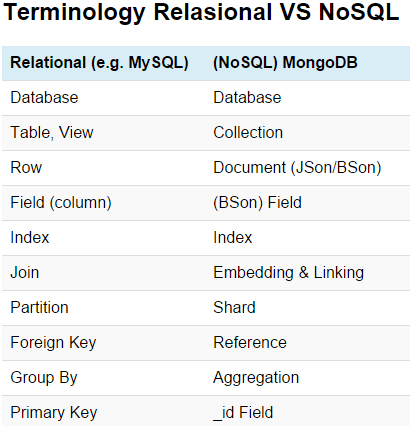 Terminology Relasional VS NoSQL
Relational (e.g. MySQL) (NoSQL) MongoDB
Database Database
Table, View Collection
Row Document (JSon/BSon)
Field (column) (BSon) Field
Index Index
Join Embedding & Linking
Partition Shard
Foreign Key Reference
Group By Aggregation
Primary Key _id Field